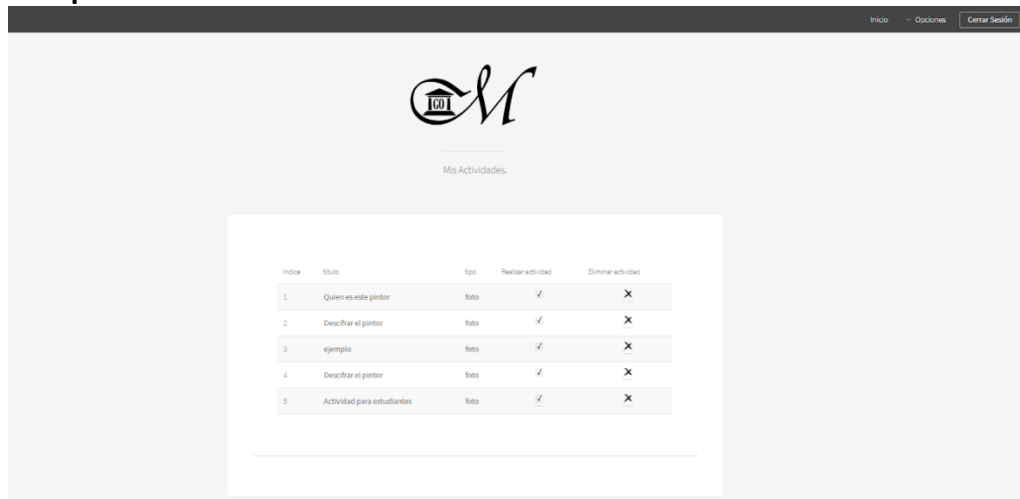 Inicio Opciones Cerrar Sesión
GO M
Mis Actividades.
Indice titulo tipo Realizar actividad Eliminar actividad
1 Quien es este pintor foto
2 Descifrar el pintor foto
3 ejemplo foto
4 Descifrar el pintor foto
5 Actividad para estudiantes foto